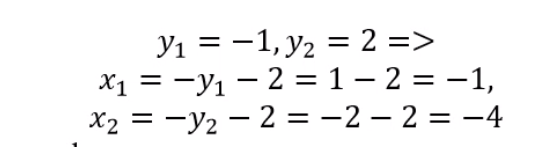 y₁ = −1, y₂ = 2 =>
x₁ = −y₁ − 2 = 1 − 2 = −1,
x₂ = −y₂ − 2 = −2 − 2 = −4